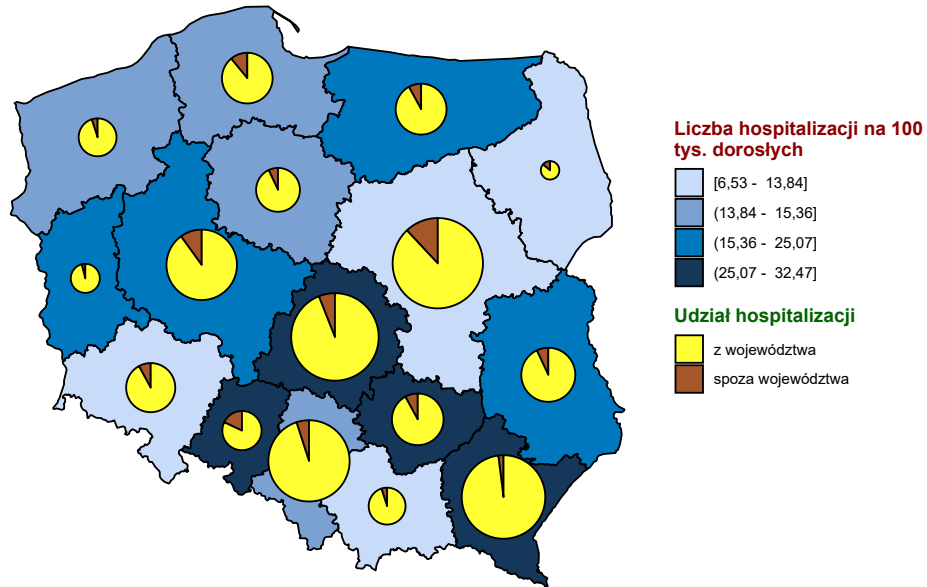 Liczba hospitalizacji na 100
tys. dorosłych
[6,53 - 13,84]
(13,84 - 15,36]
(15,36 - 25,07]
(25,07 - 32,47]
Udział hospitalizacji
z województwa
spoza województwa